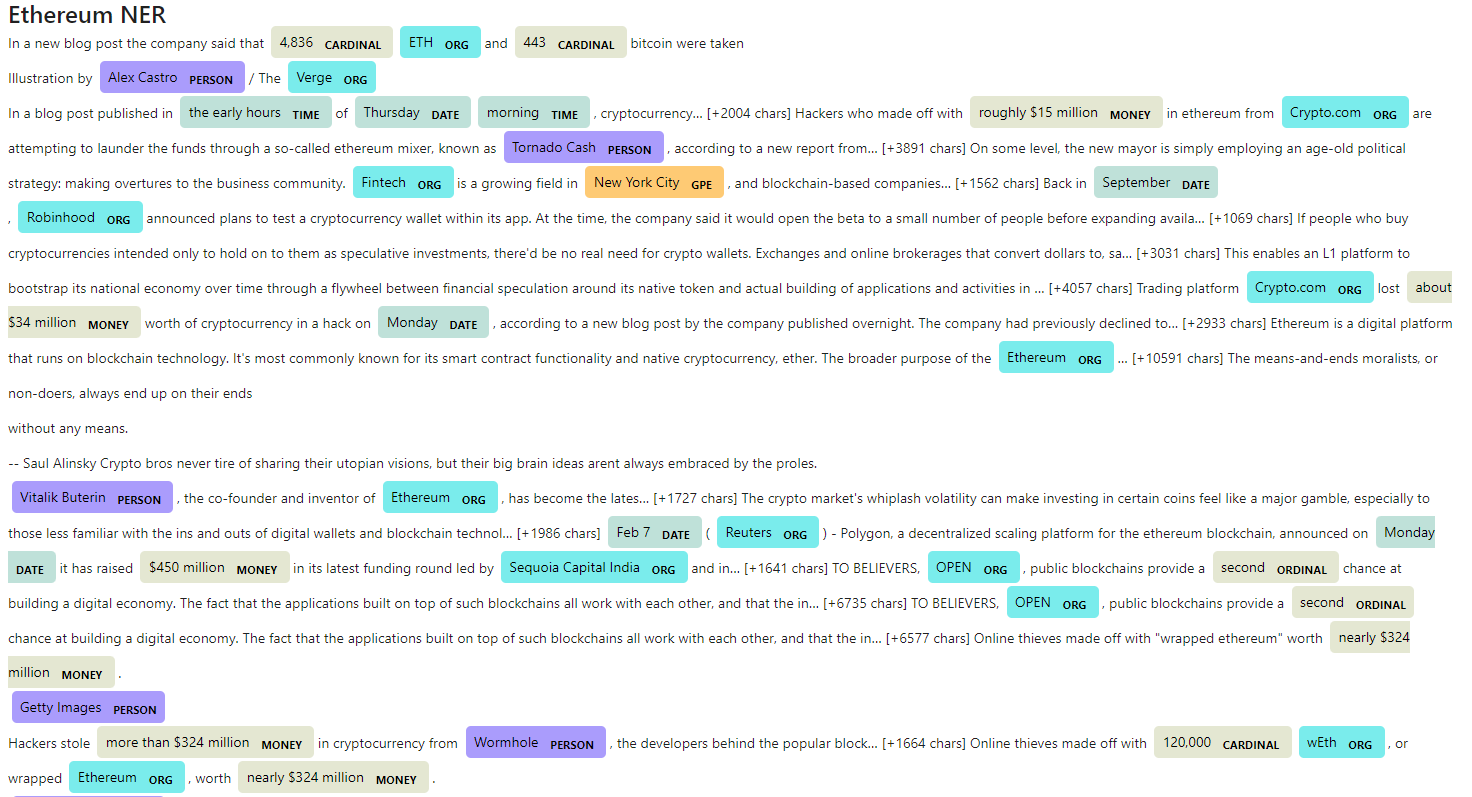 Ethereum NER
In a new blog post the company said that 4,836 CARDINAL ETH ORG and 443 CARDINAL bitcoin were taken
Illustration by Alex Castro PERSON / The Verge ORG
In a blog post published in the early hours TIME of Thursday DATE morning TIME , cryptocurrency… [+2004 chars] Hackers who made off with roughly $15 million MONEY in ethereum from Crypto.com ORG are
attempting to launder the funds through a so-called ethereum mixer, known as Tornado Cash PERSON , according to a new report from… [+3891 chars] On some level, the new mayor is simply employing an age-old political
strategy: making overtures to the business community. Fintech ORG is a growing field in New York City GPE , and blockchain-based companies… [+1562 chars] Back in September DATE
, Robinhood ORG announced plans to test a cryptocurrency wallet within its app. At the time, the company said it would open the beta to a small number of people before expanding availa… [+1069 chars] If people who buy
cryptocurrencies intended only to hold on to them as speculative investments, there'd be no real need for crypto wallets. Exchanges and online brokerages that convert dollars to, sa… [+3031 chars] This enables an L1 platform to
bootstrap its national economy over time through a flywheel between financial speculation around its native token and actual building of applications and activities in … [+4057 chars] Trading platform Crypto.com ORG lost about
$34 million MONEY worth of cryptocurrency in a hack on Monday DATE , according to a new blog post by the company published overnight. The company had previously declined to… [+2933 chars] Ethereum is a digital platform
that runs on blockchain technology. It's most commonly known for its smart contract functionality and native cryptocurrency, ether. The broader purpose of the Ethereum ORG … [+10591 chars] The means-and-ends moralists, or
non-doers, always end up on their ends
without any means.
-- Saul Alinsky Crypto bros never tire of sharing their utopian visions, but their big brain ideas arent always embraced by the proles.
Vitalik Buterin PERSON , the co-founder and inventor of Ethereum ORG , has become the lates… [+1727 chars] The crypto market's whiplash volatility can make investing in certain coins feel like a major gamble, especially to
those less familiar with the ins and outs of digital wallets and blockchain technol… [+1986 chars] Feb 7 DATE ( Reuters ORG ) - Polygon, a decentralized scaling platform for the ethereum blockchain, announced on Monday
DATE it has raised $450 million MONEY in its latest funding round led by Sequoia Capital India ORG and in… [+1641 chars] TO BELIEVERS, OPEN ORG , public blockchains provide a second ORDINAL chance at
building a digital economy. The fact that the applications built on top of such blockchains all work with each other, and that the in… [+6735 chars] TO BELIEVERS, OPEN ORG , public blockchains provide a second ORDINAL
chance at building a digital economy. The fact that the applications built on top of such blockchains all work with each other, and that the in… [+6577 chars] Online thieves made off with "wrapped ethereum" worth nearly $324
million MONEY .
Getty Images PERSON
Hackers stole more than $324 million MONEY in cryptocurrency from Wormhole PERSON , the developers behind the popular block… [+1664 chars] Online thieves made off with 120,000 CARDINAL wEth ORG , or
wrapped Ethereum ORG , worth nearly $324 million MONEY .